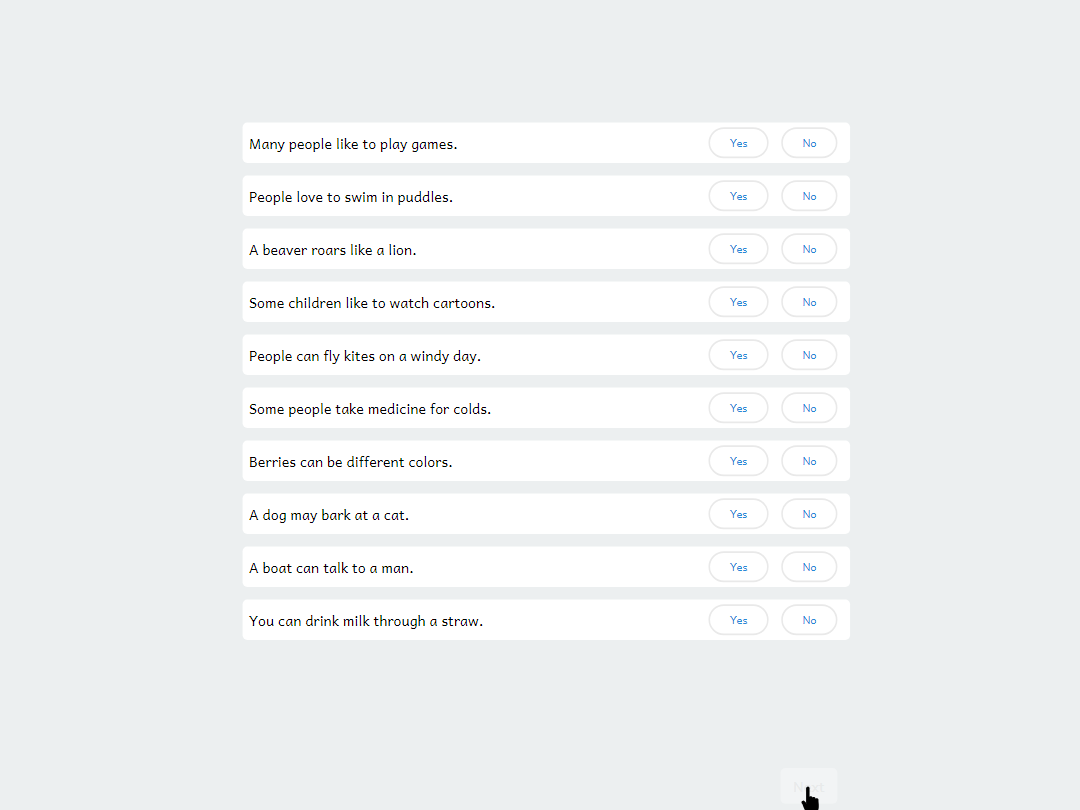 Many people like to play games. Yes No
People love to swim in puddles. Yes No
A beaver roars like a lion. Yes No
Some children like to watch cartoons. Yes No
People can fly kites on a windy day. Yes No
Some people take medicine for colds. Yes No
Berries can be different colors. Yes No
A dog may bark at a cat. Yes No
A boat can talk to a man. Yes No
You can drink milk through a straw. Yes No